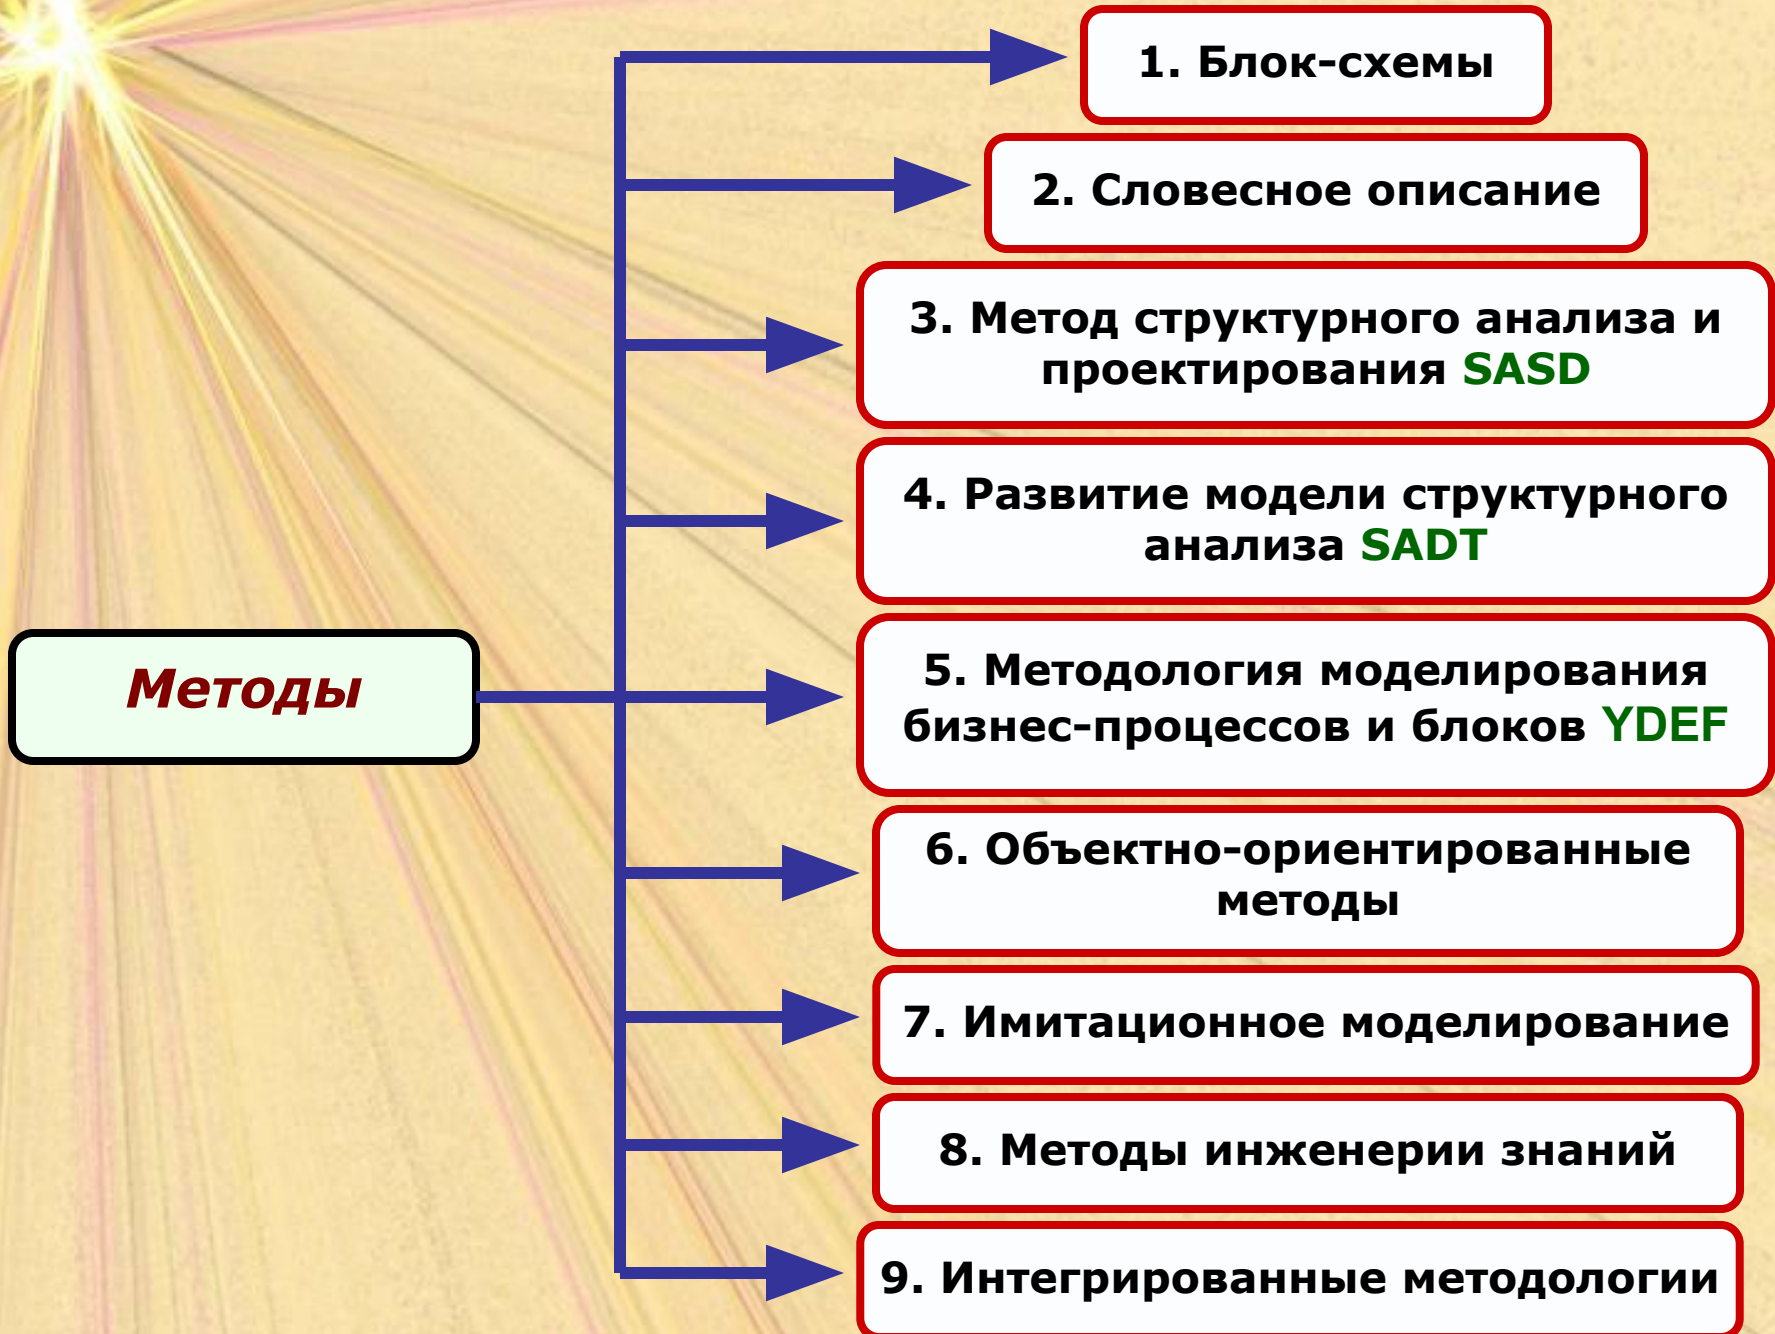 1. Блок-схемы
2. Словесное описание
3. Метод структурного анализа и
проектирования SASD
4. Развитие модели структурного
анализа SADT
Методы
5. Методология моделирования
бизнес-процессов и блоков YDEF
6. Объектно-ориентированные
методы
7. Имитационное моделирование
8. Методы инженерии знаний
9. Интегрированные методологии